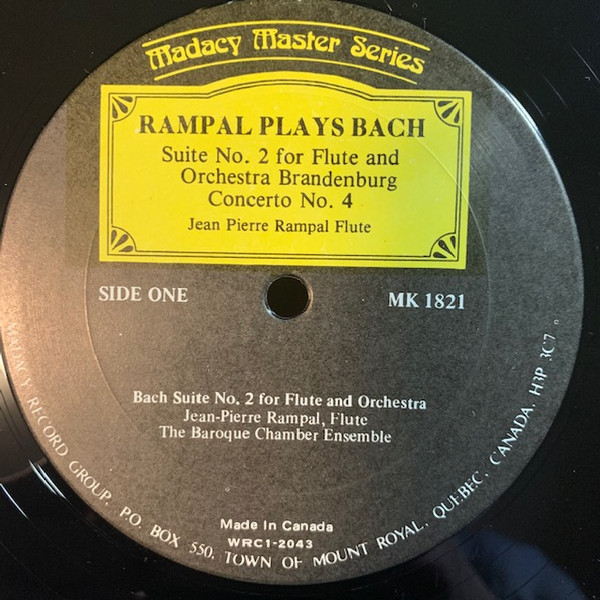 Madacy Master Series
RAMPAL PLAYS BACH
Suite No. 2 for Flute and
Orchestra Brandenburg
Concerto No. 4
Jean Pierre Rampal Flute
SIDE ONE
MK 1821
Bach Suite No. 2 for Flute and Orchestra
Jean-Pierre Rampal, Flute
The Baroque Chamber Ensemble
Made In Canada
WRC1-2043
MADACY RECORD GROUP, P.O. BOX 550, TOWN OF MOUNT ROYAL, QUEBEC, CANADA, H3P 3C7